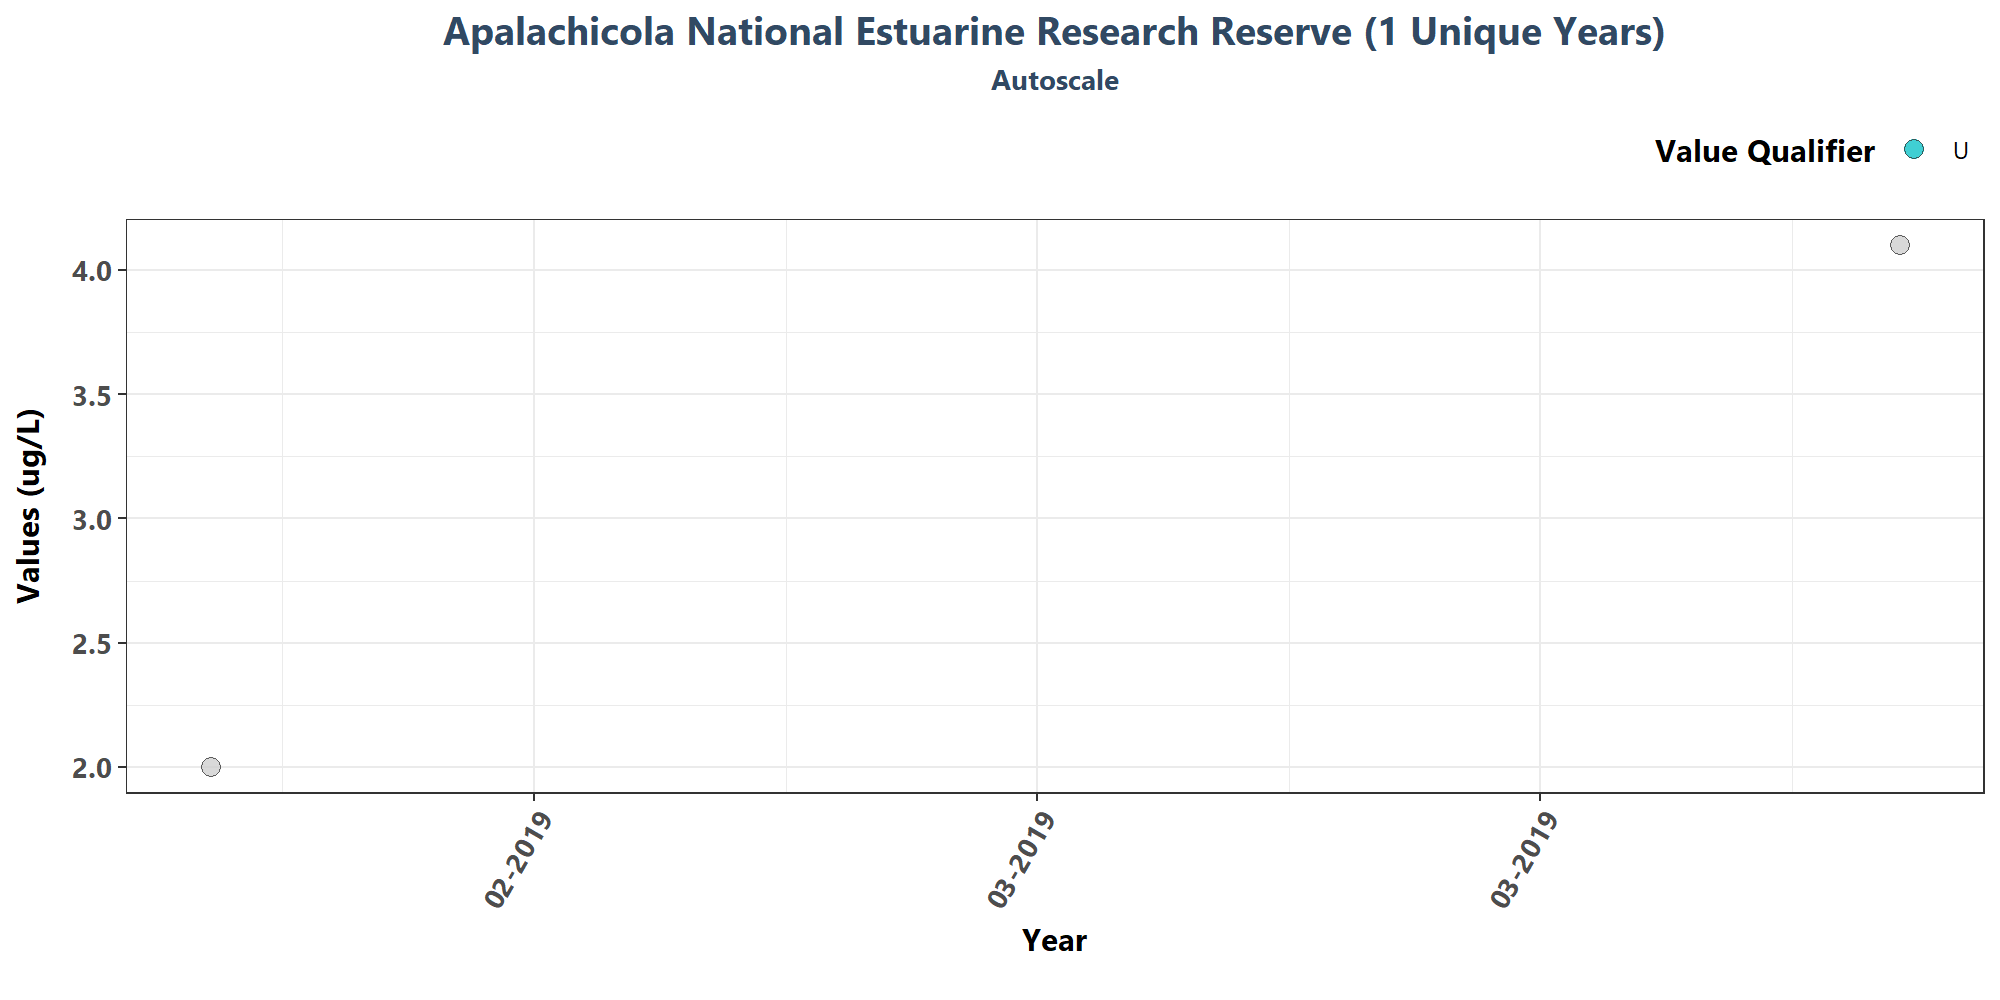 Apalachicola National Estuarine Research Reserve (1 Unique Years)
Autoscale
Value Qualifier U
4.0
3.5
3.0
2.5
2.0
Values (ug/L)
02-2019 03-2019 03-2019
Year